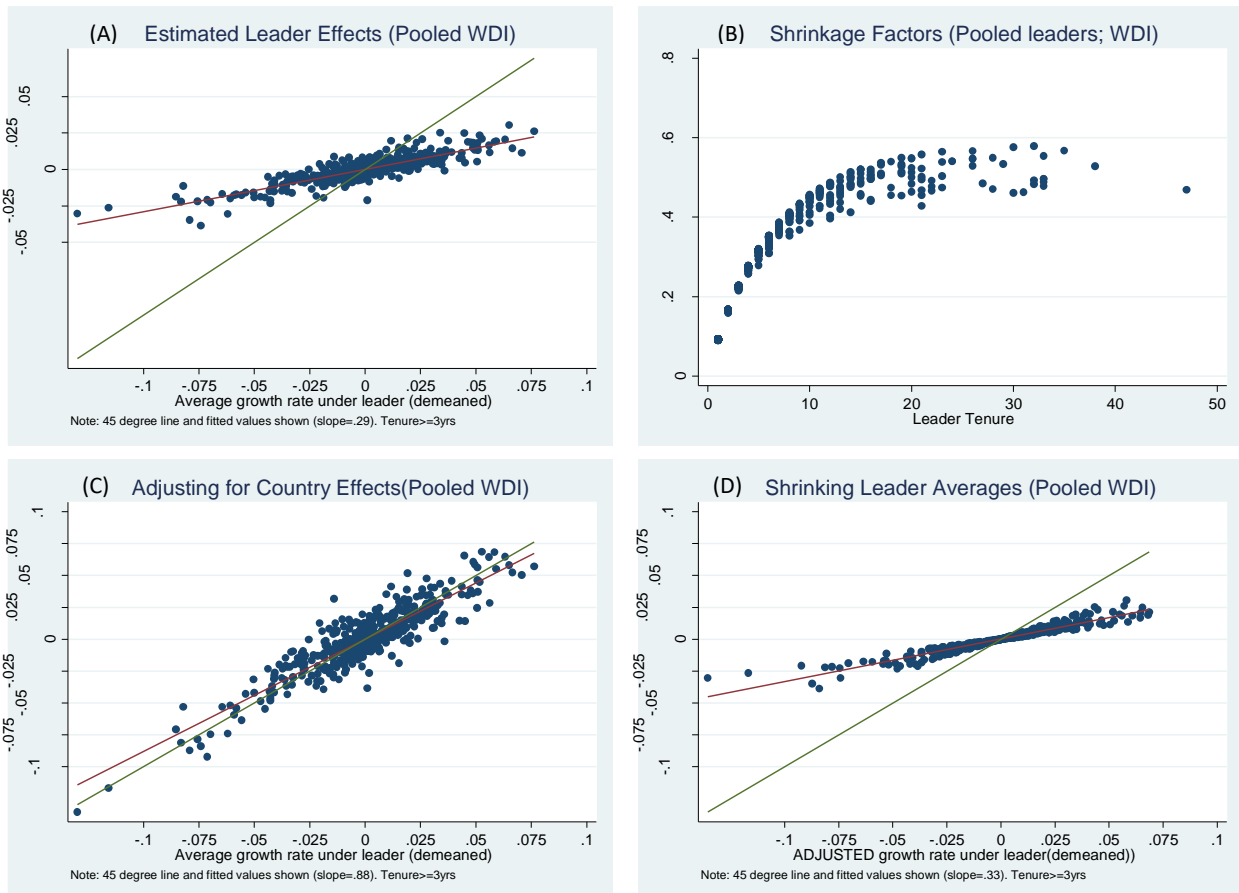 (A) Estimated Leader Effects (Pooled WDI)
.05
.025
0
-.025
-.05
-.1 -.075 -.05 -.025 0 .025 .05 .075 .1
Average growth rate under leader (demeaned)
Note: 45 degree line and fitted values shown (slope=.29). Tenure>=3yrs
(B) Shrinkage Factors (Pooled leaders; WDI)
.8
.6
.4
.2
0
0 10 20 30 40 50
Leader Tenure
(C) Adjusting for Country Effects(Pooled WDI)
.1
.075
.05
.025
0
-.025
-.05
-.075
-.1
-.1 -.075 -.05 -.025 0 .025 .05 .075 .1
Average growth rate under leader (demeaned)
Note: 45 degree line and fitted values shown (slope=.88). Tenure>=3yrs
(D) Shrinking Leader Averages (Pooled WDI)
.1
.075
.05
.025
0
-.025
-.05
-.075
-.1
-.1 -.075 -.05 -.025 0 .025 .05 .075 .1
ADJUSTED growth rate under leader(demeaned))
Note: 45 degree line and fitted values shown (slope=.33). Tenure>=3yrs